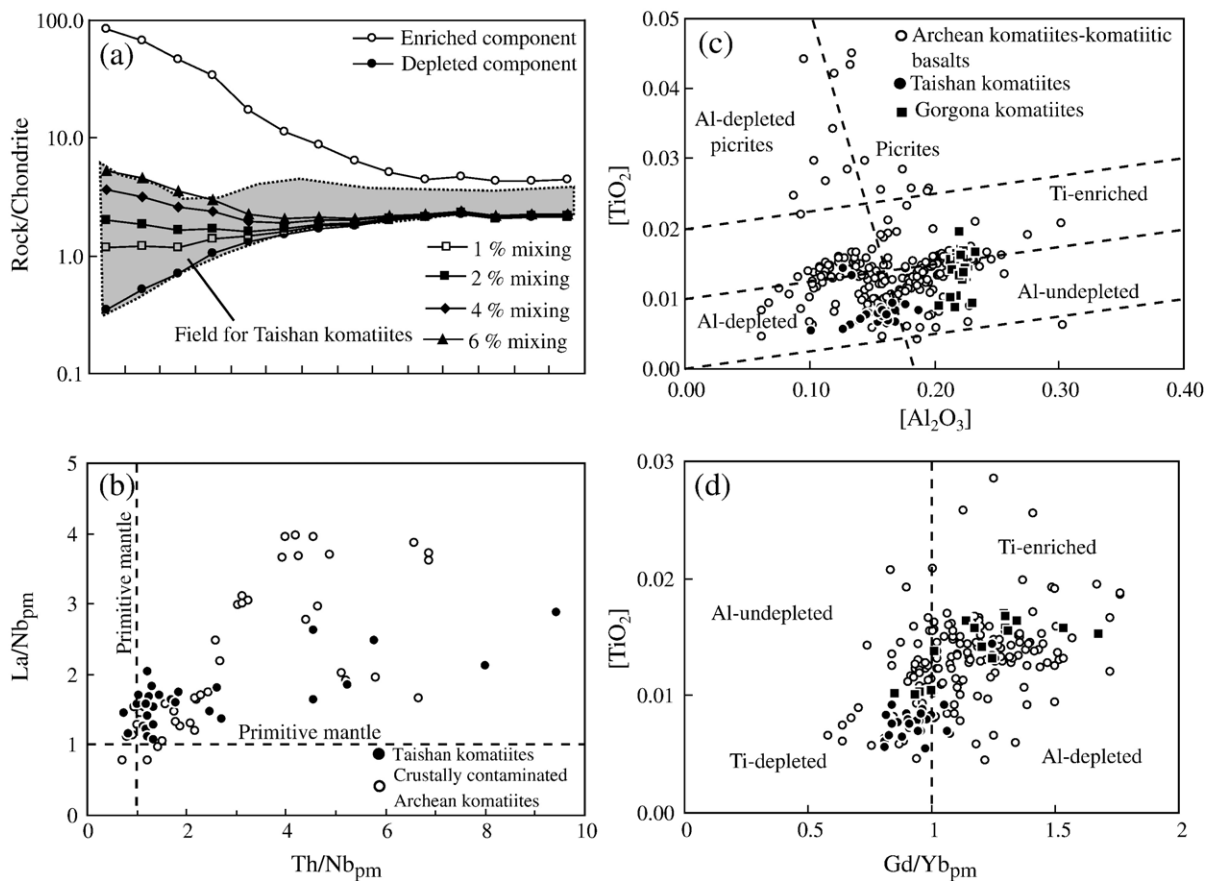 (a)
Enriched component
Depleted component
100.0
10.0
1.0
0.1
Rock/Chondrite
1 % mixing
2 % mixing
4 % mixing
6 % mixing
Field for Taishan komatiites
(c)
Archean komatiites-komatiitic
basalts
Taishan komatiites
Gorgona komatiites
0.05
0.04
0.03
0.02
0.01
0.00
[TiO2]
Al-depleted
picrites
Picrites
Ti-enriched
Al-undepleted
Al-depleted
0.00
0.10
0.20
0.30
0.40
[Al2O3]
(b)
5
4
3
2
1
0
La/Nbpm
Primitive mantle
Primitive mantle
Taishan komatiites
Crustally contaminated
Archean komatiites
0
2
4
6
8
10
Th/Nbpm
(d)
0.03
0.02
0.01
0.00
[TiO2]
Ti-enriched
Al-undepleted
Ti-depleted
Al-depleted
0
0.5
1
1.5
2
Gd/Ybpm